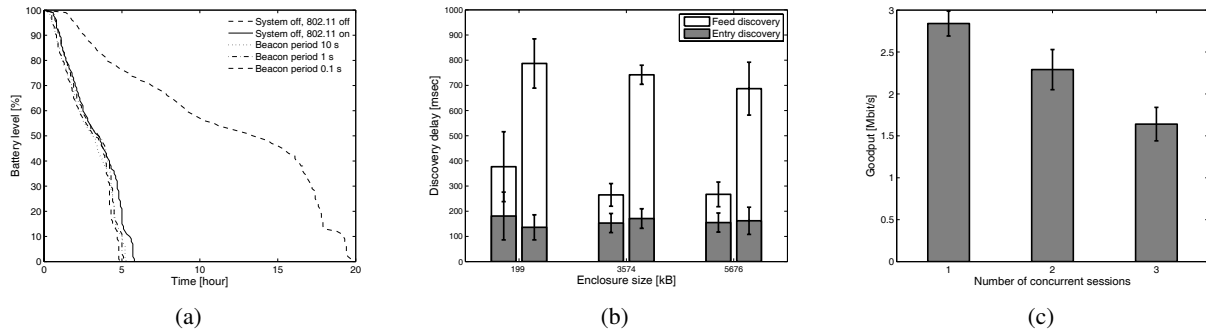 100
90
80
70
60
50
40
30
20
10
0
Battery level [%]
0 5 10 15 20
Time [hour]
System off, 802.11 off
System off, 802.11 on
Beacon period 10 s
Beacon period 1 s
Beacon period 0.1 s
(a)
1000
900
800
700
600
500
400
300
200
100
0
Discovery delay [msec]
199 3574 5676
Enclosure size [kB]
Feed discovery
Entry discovery
(b)
3
2.5
2
1.5
1
0.5
0
Goodput [Mbit/s]
1 2 3
Number of concurrent sessions
(c)